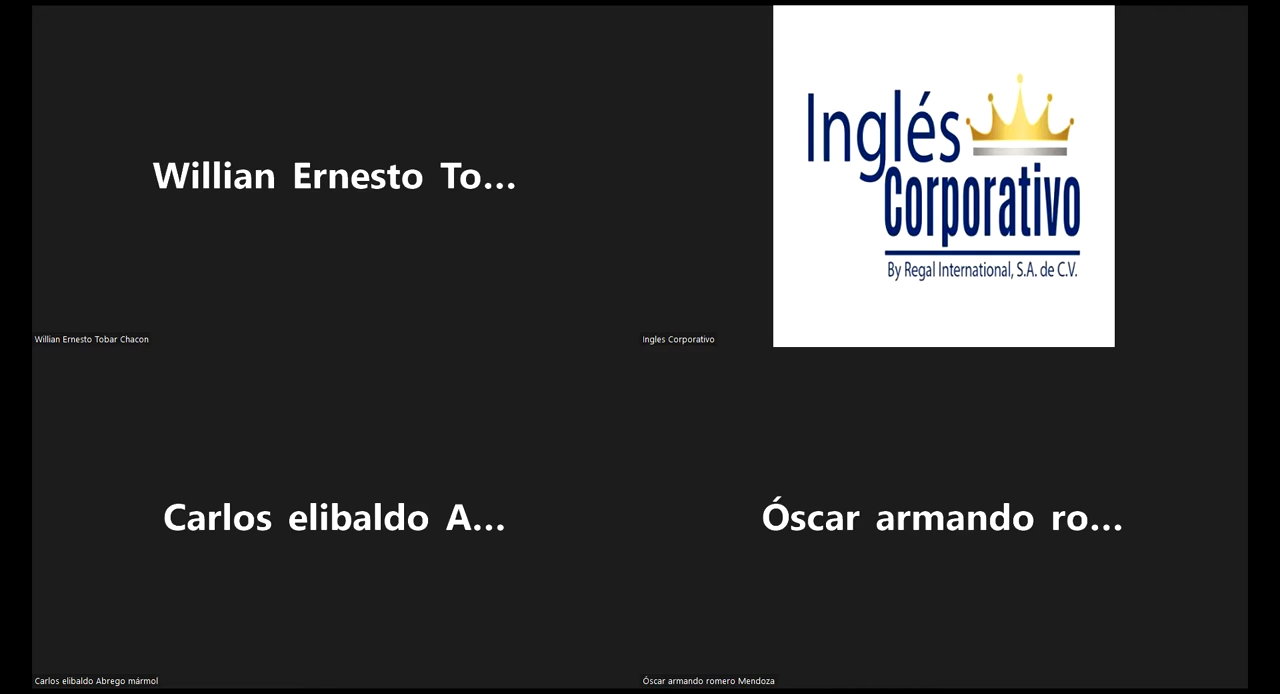 Willian Ernesto To...
Willian Ernesto Tobar Chacon
Inglés
Corporativo
By Regal International, S.A. de C.V.
Ingles Corporativo
Carlos elibaldo A...
Carlos elibaldo Abrego mármol
Óscar armando ro...
Óscar armando romero Mendoza